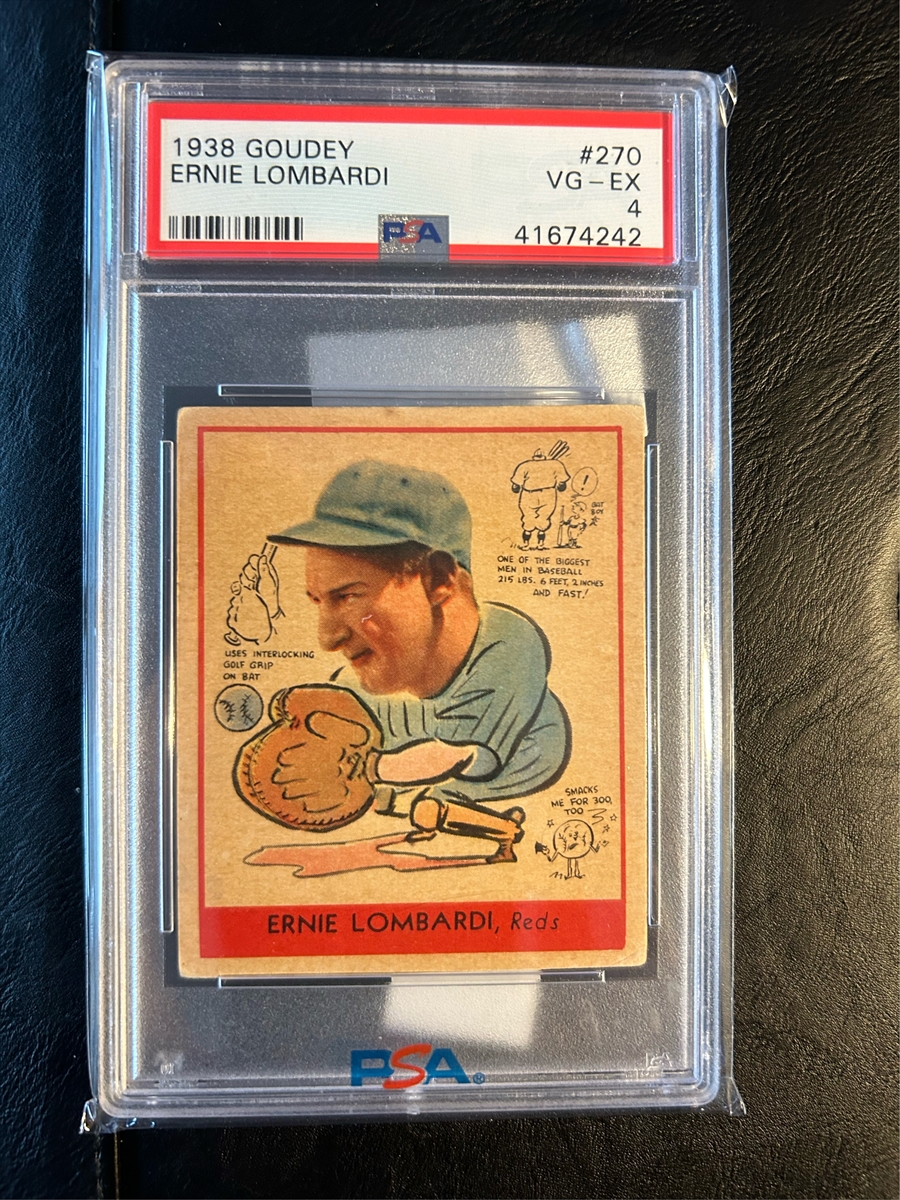 1938 GOUDEY #270
ERNIE LOMBARDI VG-EX
4
PSA 41674242
!
BAT
BOY
ONE OF THE BIGGEST
MEN IN BASEBALL
215 LBS. 6 FEET, 2 INCHES
AND FAST!
USES INTERLOCKING
GOLF GRIP
ON BAT
SMACKS
ME FOR 300,
TOO
ERNIE LOMBARDI, Reds
PSA®